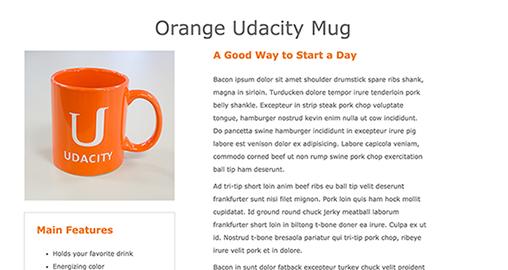 Orange Udacity Mug
U
UDACITY
Main Features
Holds your favorite drink
Energizing color
A Good Way to Start a Day
Bacon ipsum dolor sit amet shoulder drumstick spare ribs shank,
magna in sirloin. Turducken dolore tempor irure tenderloin pork
belly shankle. Excepteur in strip steak pork chop voluptate
tongue, hamburger nostrud kevin enim nulla ut cow incididunt.
Do pancetta swine hamburger incididunt in excepteur irure pig
labore est venison dolor ex adipisicing. Labore capicola veniam,
commodo corned beef ut non rump swine pork chop exercitation
ball tip ham deserunt.
Ad tri-tip short loin anim beef ribs eu ball tip velit deserunt
frankfurter sunt nisi filet mignon. Pork loin quis ham hock mollit
cupidatat. Id ground round chuck jerky meatball laborum
frankfurter short loin in biltong t-bone doner ea irure. Culpa ex ut
id. Nostrud t-bone bresaola pariatur qui tri-tip pork chop, ribeye
irure velit pork et in dolore.
Bacon in sunt dolor fatback excepteur turkey chuck velit proident